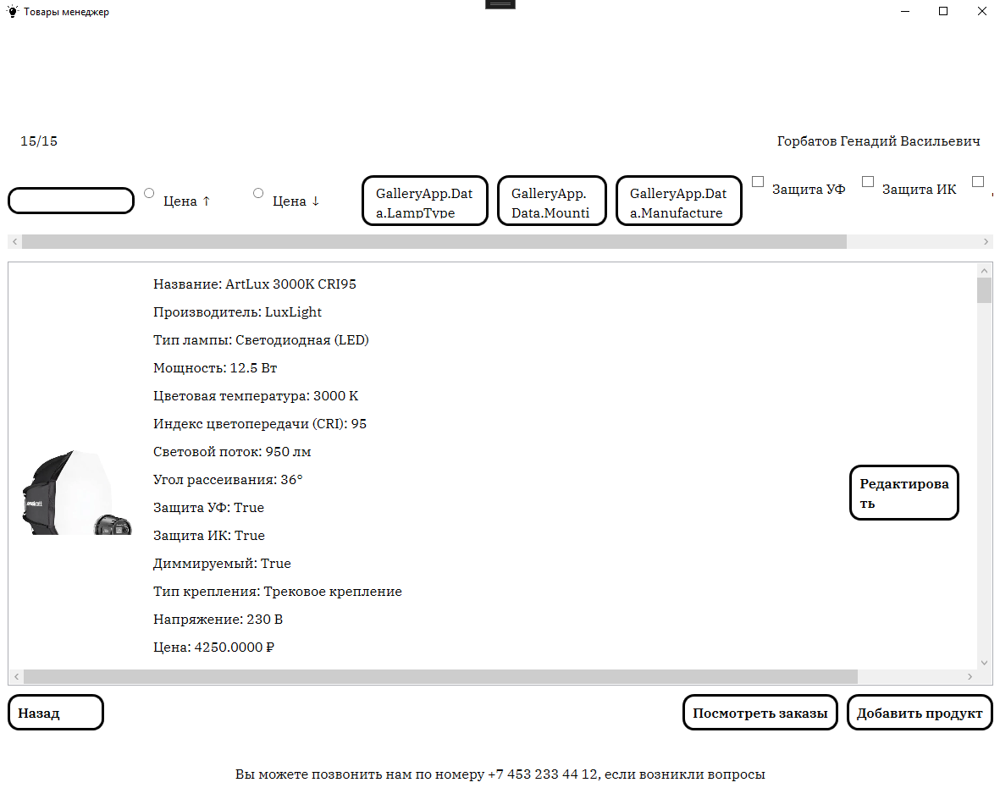 Товары менеджер
15/15
Горбатов Генадий Васильевич
Цена ↑
Цена ↓
GalleryApp.Dat
a.LampType
GalleryApp.
Data.Mounti
GalleryApp.Dat
a.Manufacture
Защита УФ
Защита ИК
Название: ArtLux 3000K CRI95
Производитель: LuxLight
Тип лампы: Светодиодная (LED)
Мощность: 12.5 Вт
Цветовая температура: 3000 K
Индекс цветопередачи (CRI): 95
Световой поток: 950 лм
Угол рассеивания: 36°
Защита УФ: True
Защита ИК: True
Диммируемый: True
Тип крепления: Трековое крепление
Напряжение: 230 В
Цена: 4250.0000 ₽
Редактирова
ть
Назад
Посмотреть заказы
Добавить продукт
Вы можете позвонить нам по номеру +7 453 233 44 12, если возникли вопросы